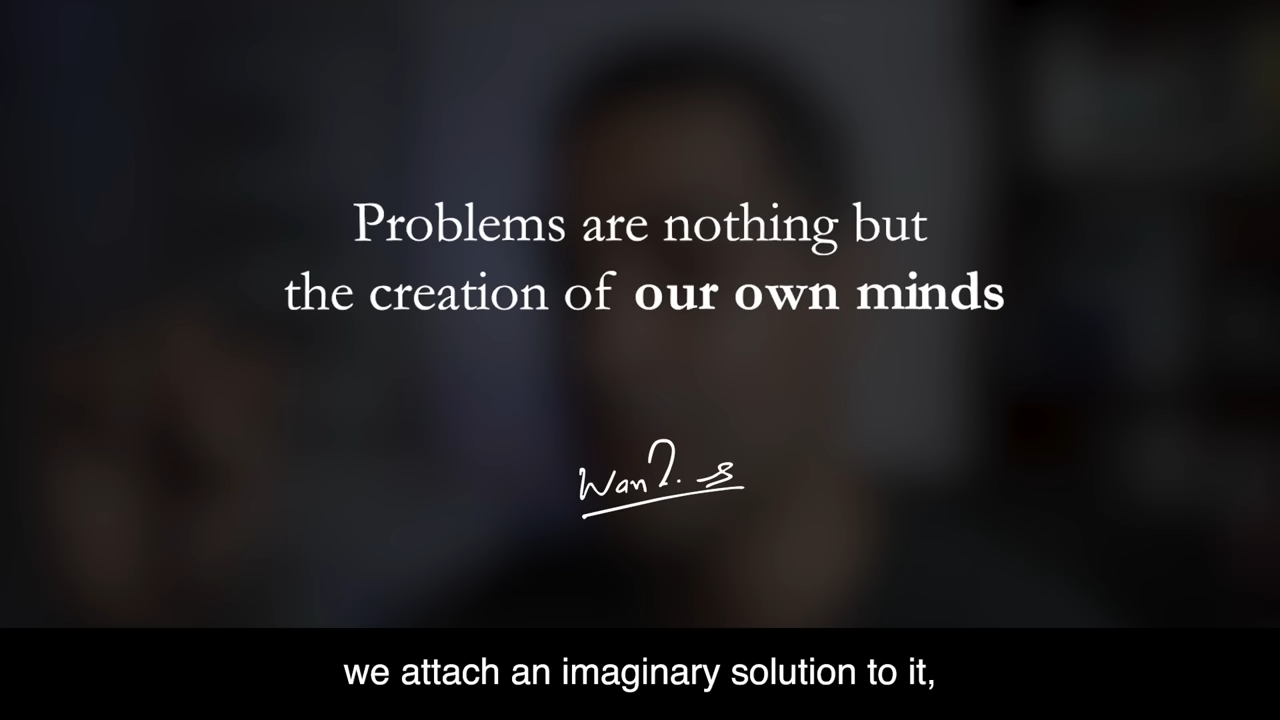 Problems are nothing but
the creation of our own minds
we attach an imaginary solution to it,